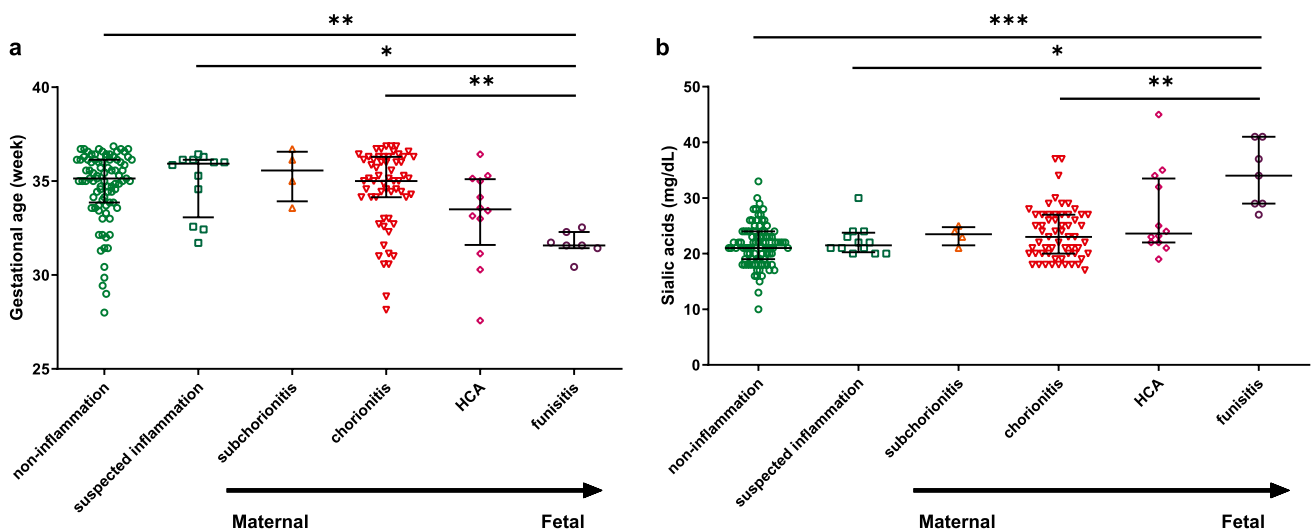 **
***
a
*
b
*
**
**
40
50
40
35
30
20
30
10
25
0
Gestational age (week)
Sialic acids (mg/dL)
non-inflammation
suspected inflammation
subchorionitis
chorionitis
HCA
funisitis
non-inflammation
suspected inflammation
subchorionitis
chorionitis
HCA
funisitis
Maternal
Fetal
Maternal
Fetal